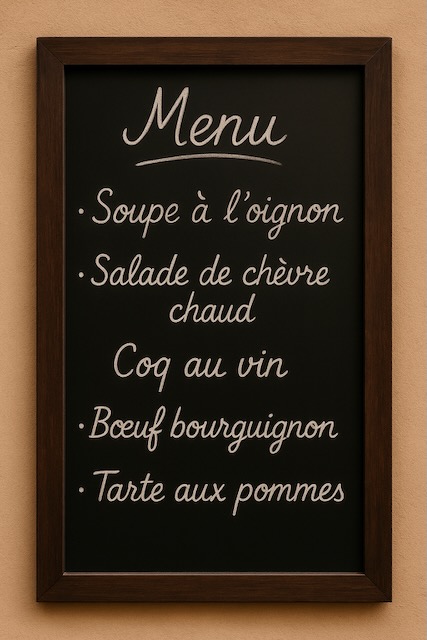 Menu
· Soupe à l'oignon
· Salade de chèvre
chaud
Coq au vin
· Bœuf bourguignon
· Tarte aux pommes